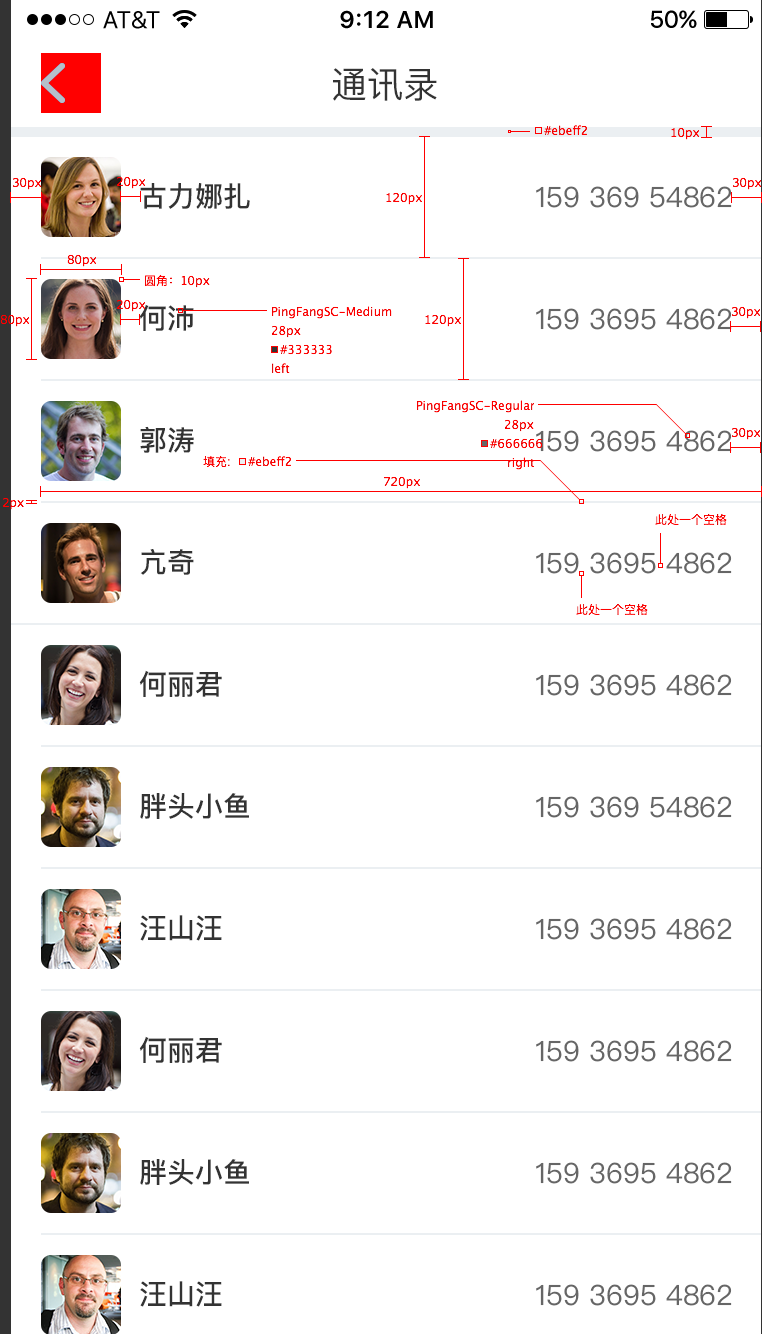 AT&T 9:12 AM 50%
通讯录
#ebeff2 10px
30px 20px 古力娜扎 120px 159 369 54862 30px
80px
圆角：10px
80px 20px 何沛 PingFangSC-Medium 120px 159 3695 4862 30px
28px
#333333
left
PingFangSC-Regular
28px
郭涛 #666666 159 3695 4862 30px
填充：#ebeff2 right
720px
2px
此处一个空格
亢奇 159 3695 4862
此处一个空格
何丽君 159 3695 4862
胖头小鱼 159 369 54862
汪山汪 159 3695 4862
何丽君 159 3695 4862
胖头小鱼 159 3695 4862
汪山汪 159 3695 4862